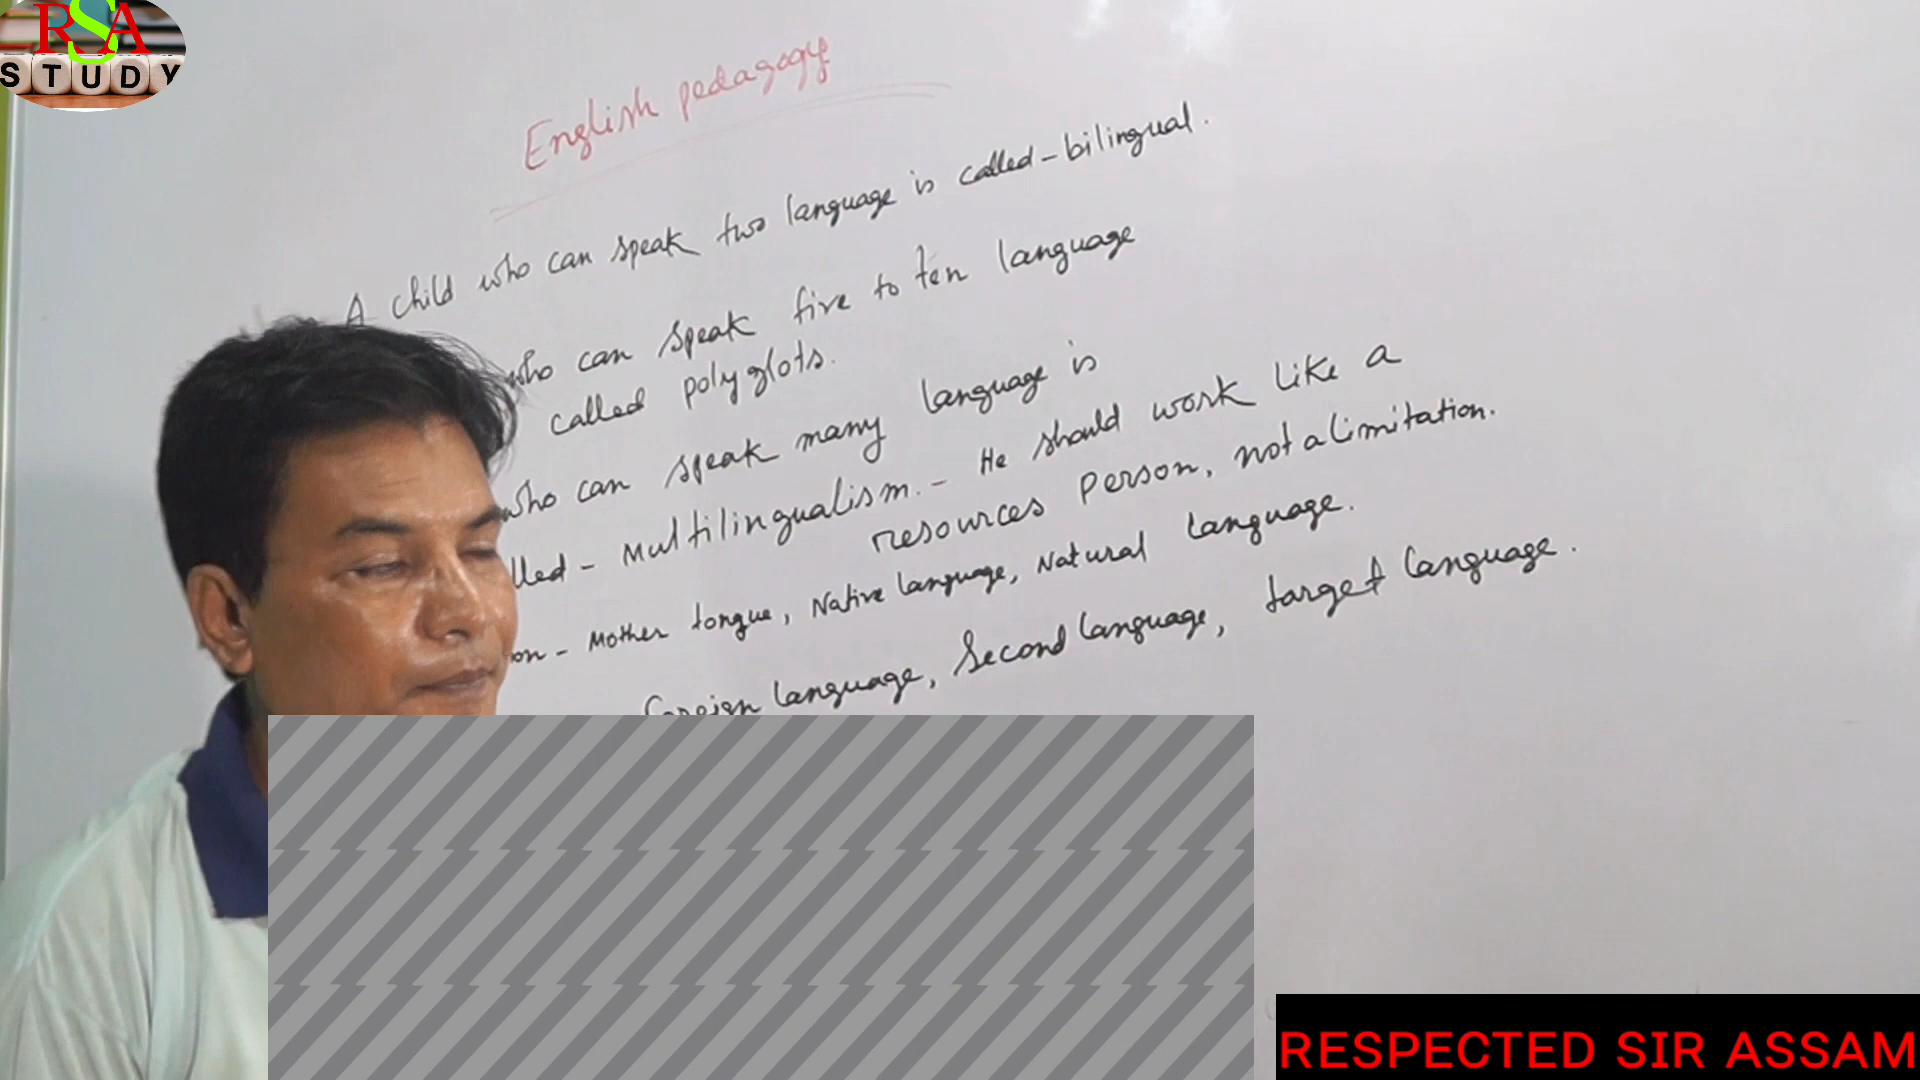 RSA
STUDY
English pedagogy
A child who can speak two language is called - bilingual.
who can speak five to ten language
called polyglots.
who can speak many language is
lled - Multilingualism. - He should work like a
resources person, not a limitation.
on - Mother tongue, Native language, Natural language.
Foreign language, Second language, target language.
RESPECTED SIR ASSAM